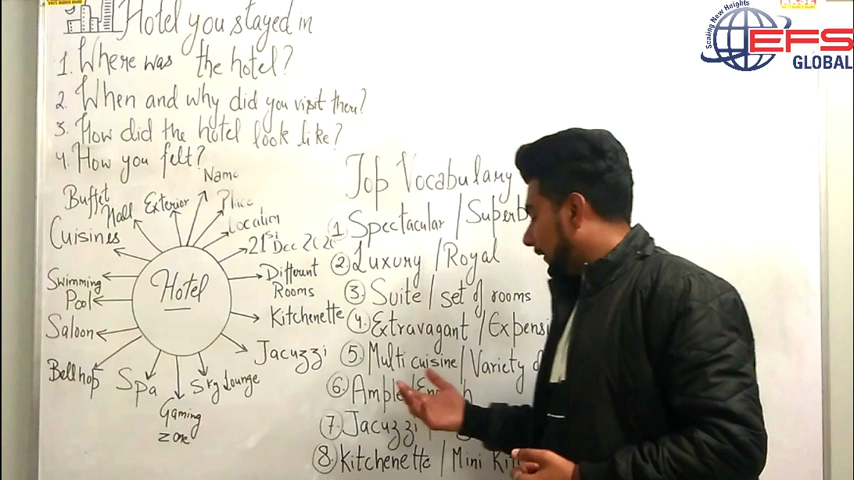 Hotel you stayed in
1. Where was the hotel?
2. When and why did you visit there?
3. How did the hotel look like?
4. How you felt?
Name
Place
Location
21st Dec
Different
Rooms
Kitchenette
Jacuzzi
Sky Lounge
Gaming
zone
Spa
Bellhop
Saloon
Swimming
Pool
Cuisines
Buffet
Hall
Exterior
Hotel
Top Vocabulary
1 Spectacular / Superb
2 Luxury / Royal
3. Suite / set of rooms
4. Extravagant / Expensi
5 Multi cuisine / Variety
6 Ample /
7. Jacuzzi /
8. Kitchenette / Mini
Scaling New Heights
EFS
GLOBAL